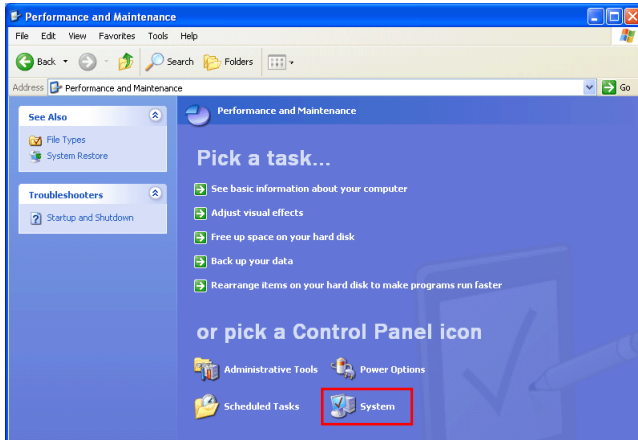 Performance and Maintenance
File Edit View Favorites Tools Help
Back Search Folders
Address Performance and Maintenance Go
See Also
File Types
System Restore
Troubleshooters
Startup and Shutdown
Performance and Maintenance
Pick a task...
See basic information about your computer
Adjust visual effects
Free up space on your hard disk
Back up your data
Rearrange items on your hard disk to make programs run faster
or pick a Control Panel icon
Administrative Tools Power Options
Scheduled Tasks System